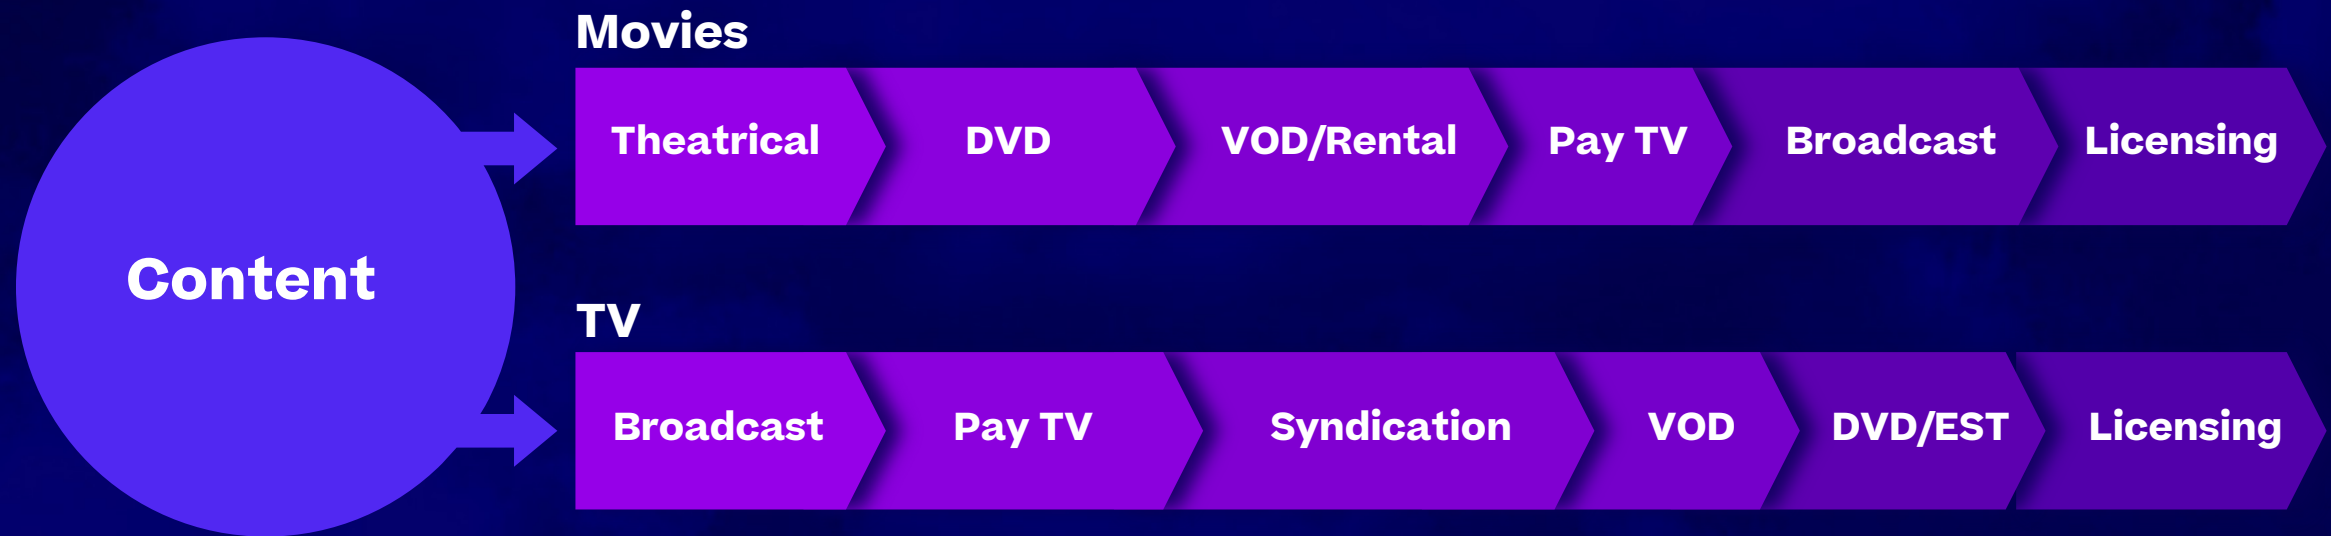 Movies
Theatrical DVD VOD/Rental Pay TV Broadcast Licensing
Content
TV
Broadcast Pay TV Syndication VOD DVD/EST Licensing